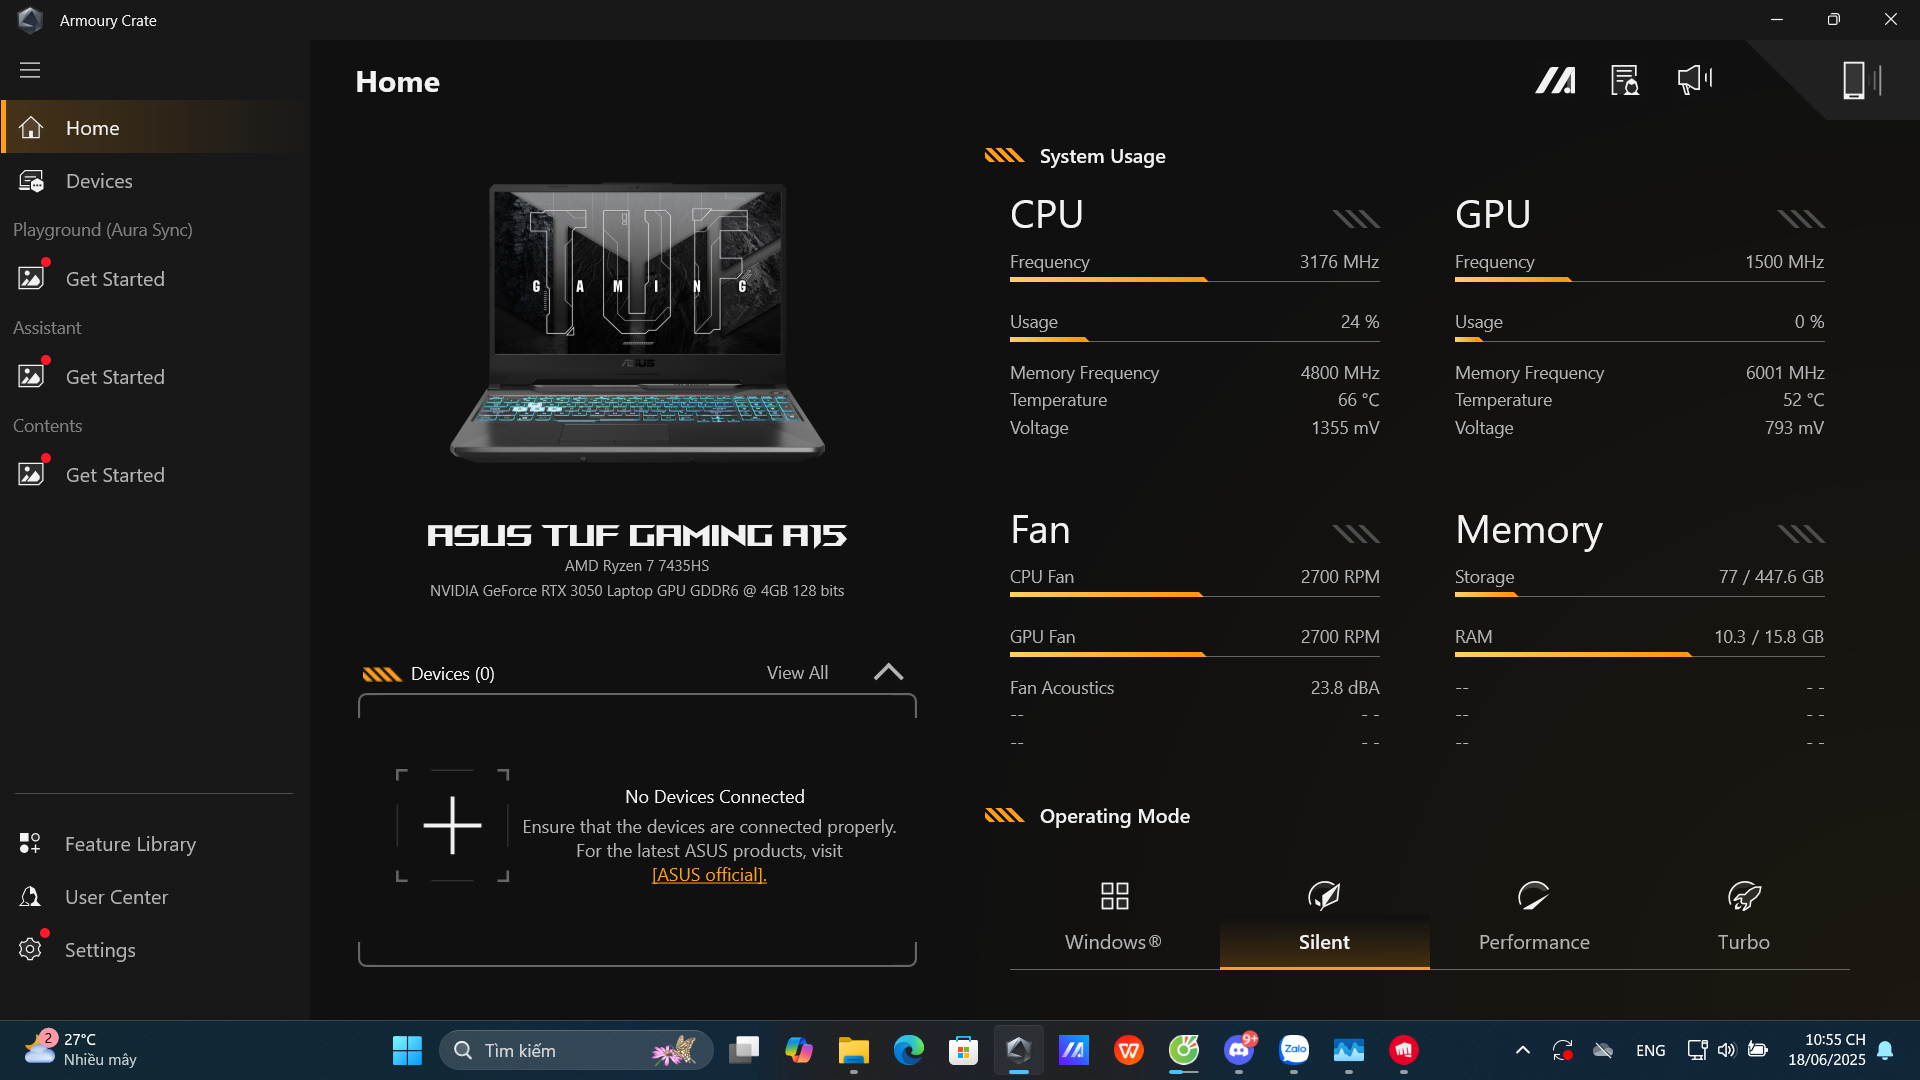 Armoury Crate
Home
Devices
Playground (Aura Sync)
Get Started
Assistant
Get Started
Contents
Get Started
Feature Library
User Center
Settings
Home
TUF
GAMING
ASUS
ASUS TUF GAMING A15
AMD Ryzen 7 7435HS
NVIDIA GeForce RTX 3050 Laptop GPU GDDR6 @ 4GB 128 bits
Devices (0) View All
No Devices Connected
Ensure that the devices are connected properly.
For the latest ASUS products, visit
[ASUS official].
System Usage
CPU
Frequency 3176 MHz
Usage 24 %
Memory Frequency 4800 MHz
Temperature 66 °C
Voltage 1355 mV
GPU
Frequency 1500 MHz
Usage 0 %
Memory Frequency 6001 MHz
Temperature 52 °C
Voltage 793 mV
Fan
CPU Fan 2700 RPM
GPU Fan 2700 RPM
Fan Acoustics 23.8 dBA
-- - -
-- - -
Memory
Storage 77 / 447.6 GB
RAM 10.3 / 15.8 GB
-- - -
-- - -
-- - -
Operating Mode
Windows® Silent Performance Turbo
2
27°C
Nhiều mây
Tìm kiếm
9+
Zalo
ENG
10:55 CH
18/06/2025